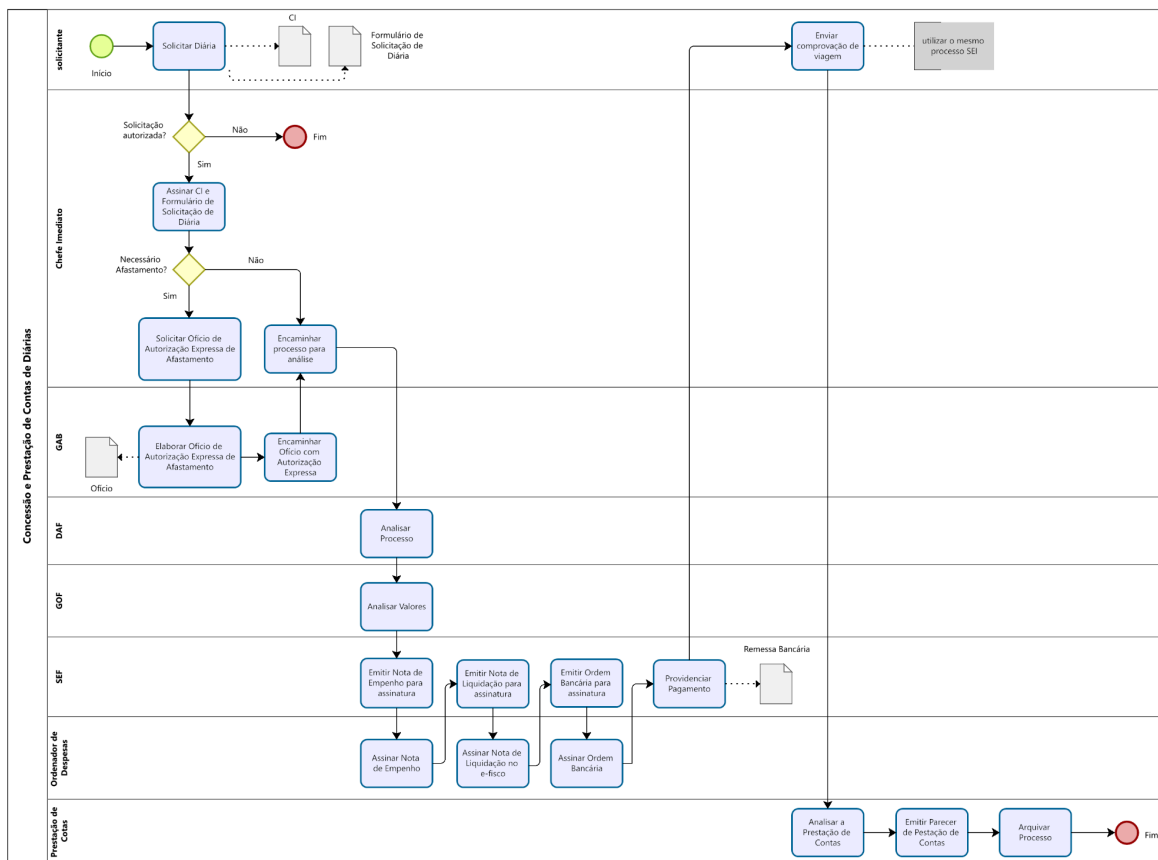 Concessão e Prestação de Contas de Diárias
solicitante
Início
Solicitar Diária
CI
Formulário de
Solicitação de
Diária
Enviar
comprovação de
viagem
utilizar o mesmo
processo SEI
Chefe Imediato
Solicitação
autorizada?
Não
Fim
Sim
Assinar CI e
Formulário de
Solicitação de
Diária
Necessário
Afastamento?
Não
Sim
Solicitar Oficio de
Autorização Expressa de
Afastamento
Encaminhar
processo para
análise
GAB
Ofício
Elaborar Oficio de
Autorização Expressa de
Afastamento
Encaminhar
Ofício com
Autorização
Expressa
DAF
Analisar
Processo
GOF
Analisar Valores
SEF
Emitir Nota de
Empenho para
assinatura
Emitir Nota de
Liquidação para
assinatura
Emitir Ordem
Bancária para
assinatura
Providenciar
Pagamento
Remessa Bancária
Ordenador de
Despesas
Assinar Nota
de Empenho
Assinar Nota de
Liquidação no
e-fisco
Assinar Ordem
Bancária
Prestação de
Cotas
Analisar a
Prestação de
Contas
Emitir Parecer
de Pestação de
Contas
Arquivar
Processo
Fim